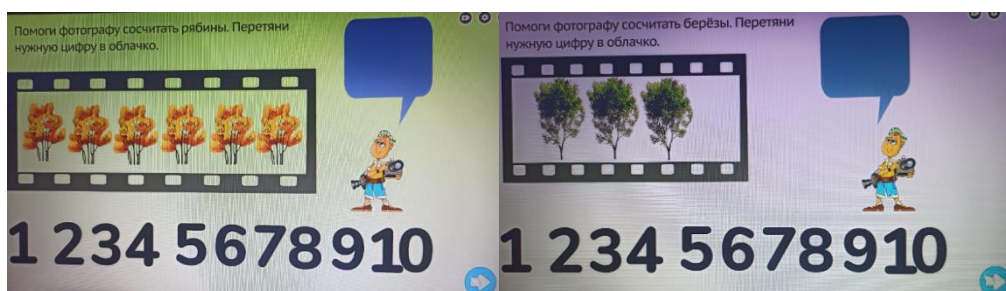 Помоги фотографу сосчитать рябины. Перетяни
нужную цифру в облачко.
1 2 3 4 5 6 7 8 9 10
Помоги фотографу сосчитать берёзы. Перетяни
нужную цифру в облачко.
1 2 3 4 5 6 7 8 9 10